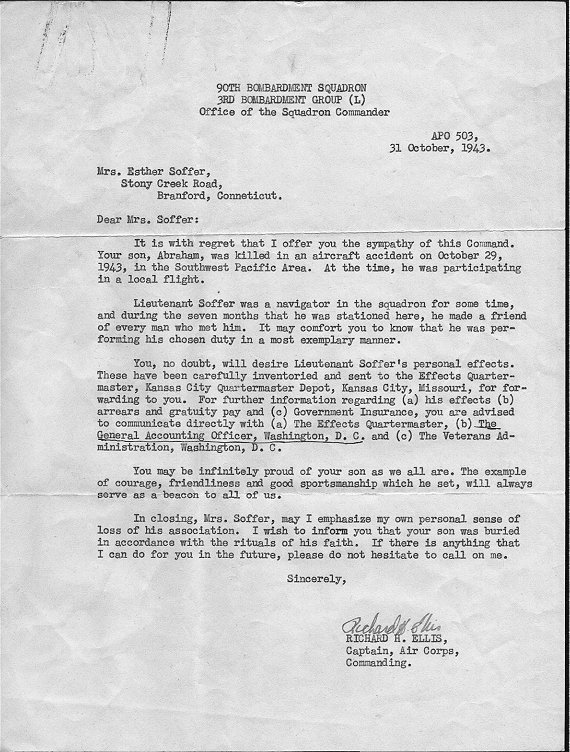 90TH BOMBARDMENT SQUADRON
3RD BOMBARDMENT GROUP (L)
Office of the Squadron Commander
APO 503,
31 October, 1943.
Mrs. Esther Soffer,
Stony Creek Road,
Branford, Conneticut.
Dear Mrs. Soffer:
It is with regret that I offer you the sympathy of this Command.
Your son, Abraham, was killed in an aircraft accident on October 29,
1943, in the Southwest Pacific Area. At the time, he was participating
in a local flight.
Lieutenant Soffer was a navigator in the squadron for some time,
and during the seven months that he was stationed here, he made a friend
of every man who met him. It may comfort you to know that he was per-
forming his chosen duty in a most exemplary manner.
You, no doubt, will desire Lieutenant Soffer's personal effects.
These have been carefully inventoried and sent to the Effects Quarter-
master, Kansas City Quartermaster Depot, Kansas City, Missouri, for for-
warding to you. For further information regarding (a) his effects (b)
arrears and gratuity pay and (c) Government Insurance, you are advised
to communicate directly with (a) The Effects Quartermaster, (b) The
General Accounting Officer, Washington, D. C. and (c) The Veterans Ad-
ministration, Washington, D. C.
You may be infinitely proud of your son as we all are. The example
of courage, friendliness and good sportsmanship which he set, will always
serve as a beacon to all of us.
In closing, Mrs. Soffer, may I emphasize my own personal sense of
loss of his association. I wish to inform you that your son was buried
in accordance with the rituals of his faith. If there is anything that
I can do for you in the future, please do not hesitate to call on me.
Sincerely,
Richard H Ellis
RICHARD H. ELLIS,
Captain, Air Corps,
Commanding.